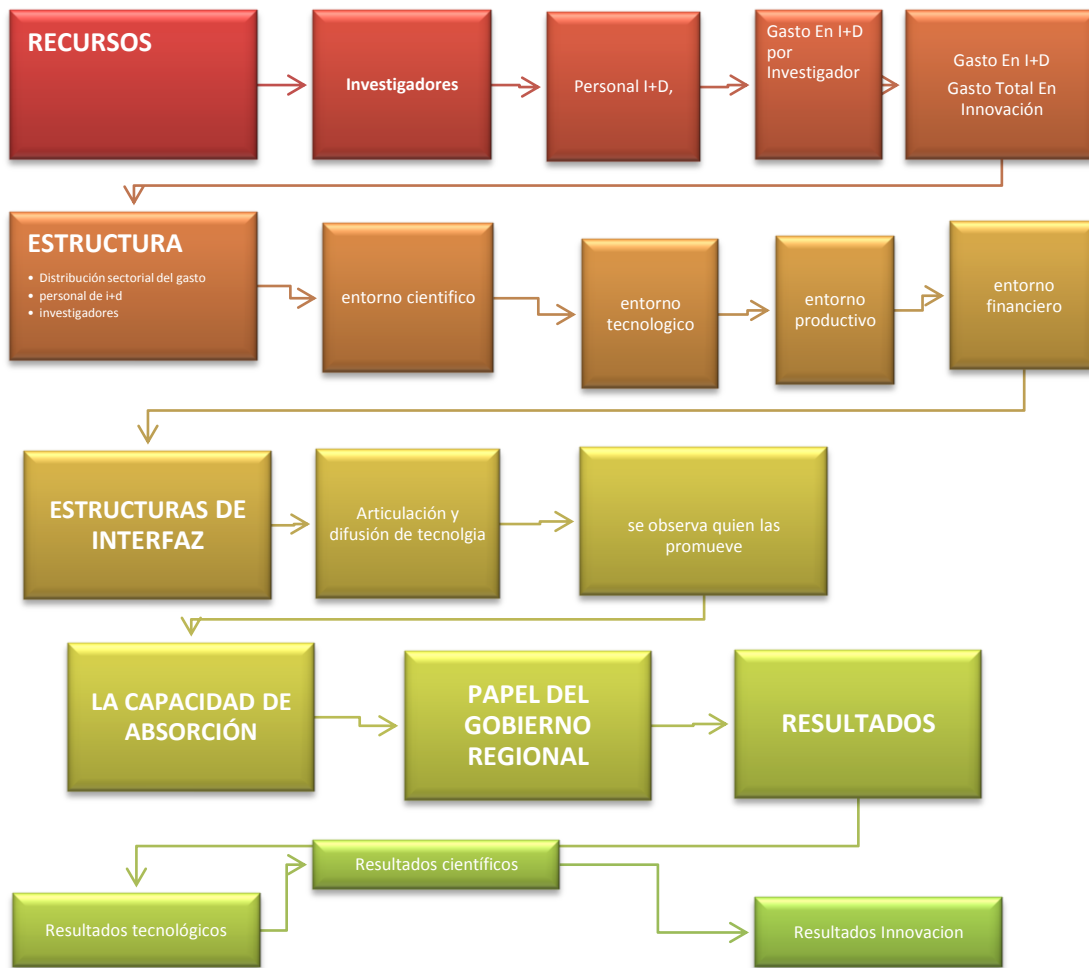 RECURSOS
Investigadores
Personal I+D,
Gasto En I+D
por
Investigador
Gasto En I+D
Gasto Total En
Innovación
ESTRUCTURA
• Distribución sectorial del gasto
• personal de i+d
• investigadores
entorno cientifico
entorno
tecnologico
entorno
productivo
entorno
financiero
ESTRUCTURAS DE
INTERFAZ
Articulación y
difusión de tecnolgia
se observa quien las
promueve
LA CAPACIDAD DE
ABSORCIÓN
PAPEL DEL
GOBIERNO
REGIONAL
RESULTADOS
Resultados tecnológicos
Resultados científicos
Resultados Innovacion